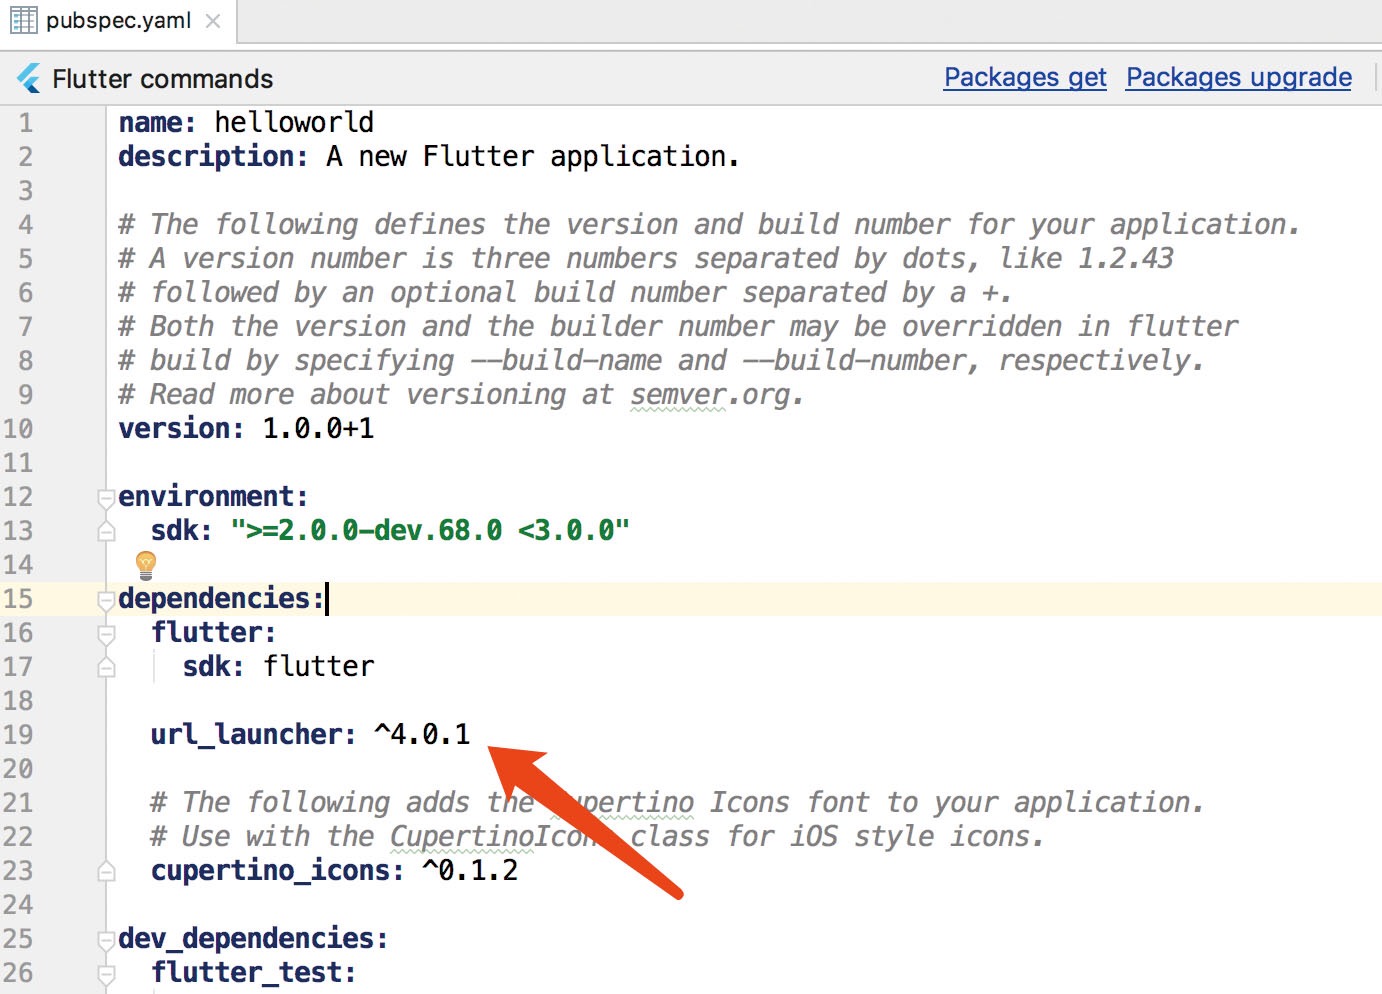 pubspec.yaml
Flutter commands Packages get Packages upgrade
1 name: helloworld
2 description: A new Flutter application.
3
4 # The following defines the version and build number for your application.
5 # A version number is three numbers separated by dots, like 1.2.43
6 # followed by an optional build number separated by a +.
7 # Both the version and the builder number may be overridden in flutter
8 # build by specifying --build-name and --build-number, respectively.
9 # Read more about versioning at semver.org.
10 version: 1.0.0+1
11
12 environment:
13 sdk: ">=2.0.0-dev.68.0 <3.0.0"
14
15 dependencies:
16 flutter:
17 sdk: flutter
18
19 url_launcher: ^4.0.1
20
21 # The following adds the Cupertino Icons font to your application.
22 # Use with the CupertinoIcons class for iOS style icons.
23 cupertino_icons: ^0.1.2
24
25 dev_dependencies:
26 flutter_test: